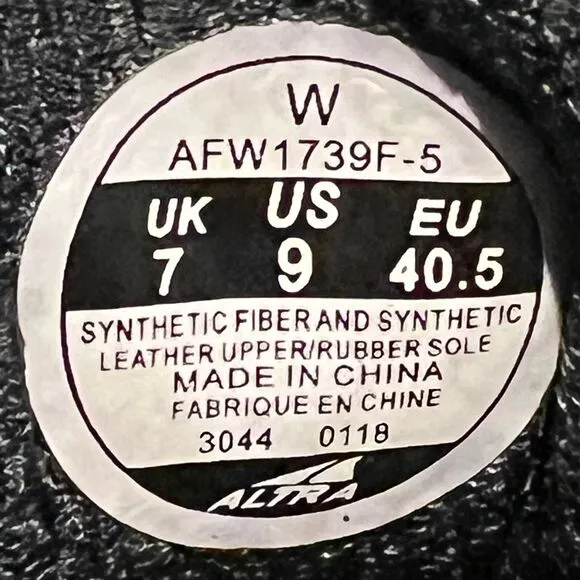 W
AFW1739F-5
UK US EU
7 9 40.5
SYNTHETIC FIBER AND SYNTHETIC
LEATHER UPPER/RUBBER SOLE
MADE IN CHINA
FABRIQUE EN CHINE
3044 0118
ALTRA